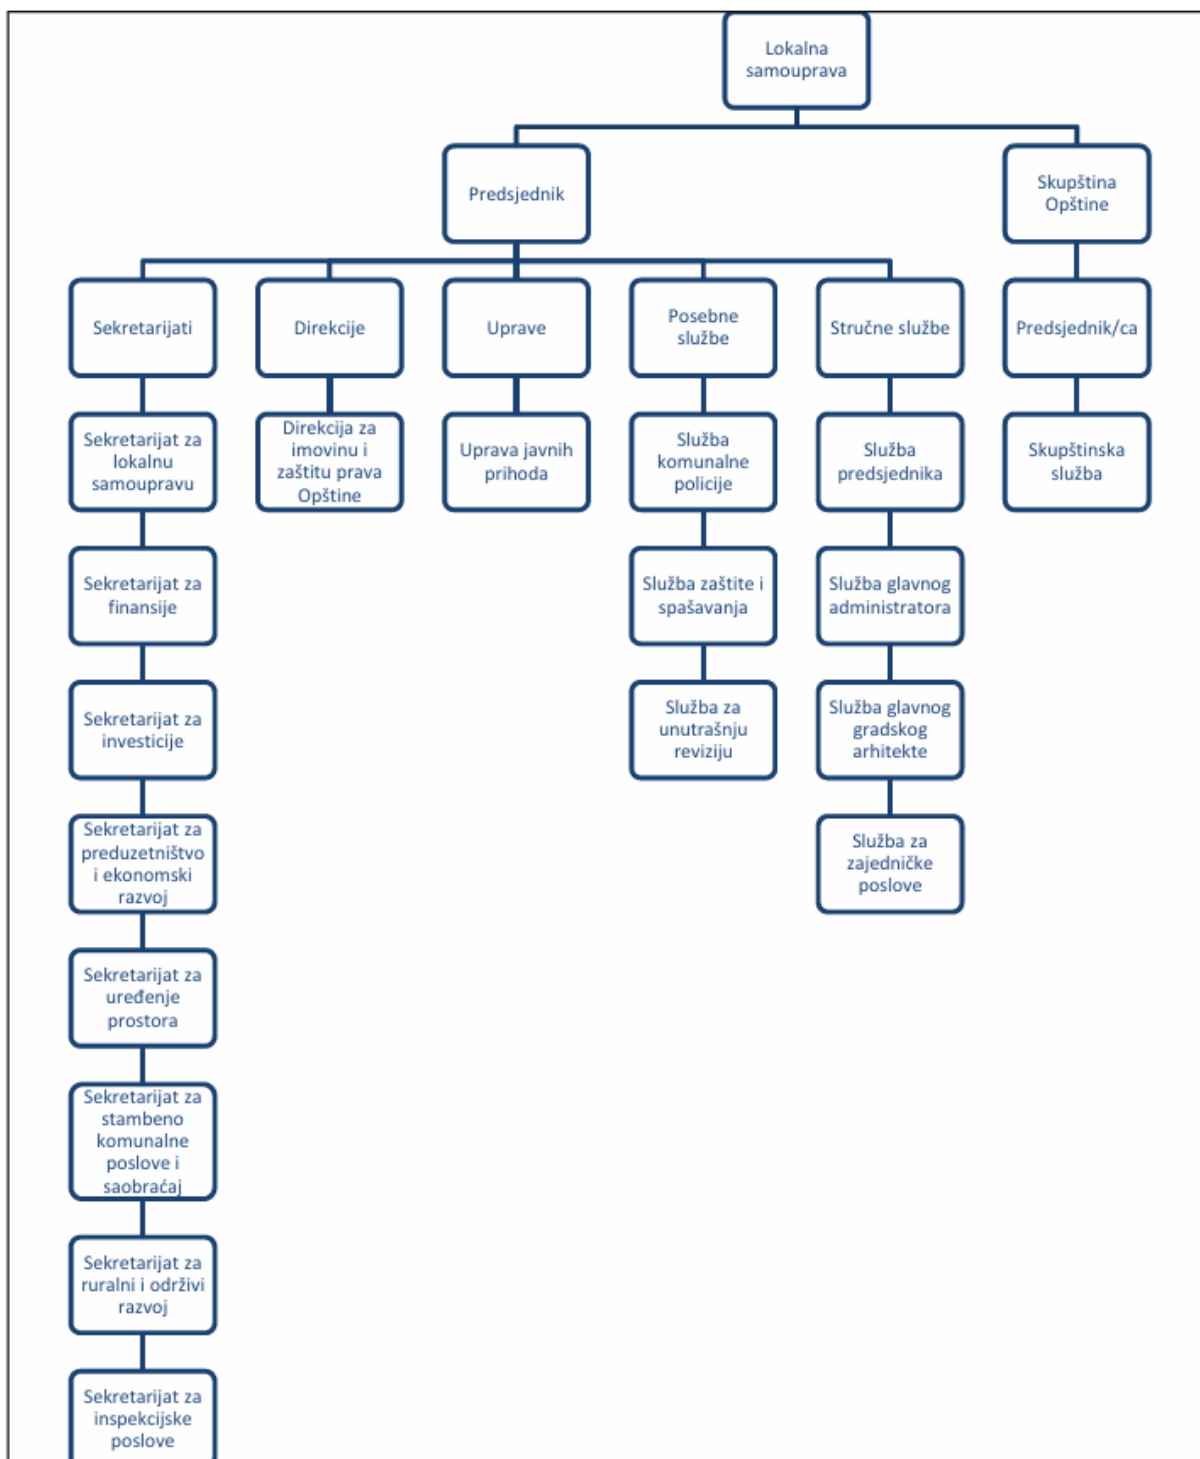 Lokalna
samouprava
Predsjednik
Skupština
Opštine
Sekretarijati
Direkcije
Uprave
Posebne
službe
Stručne službe
Predsjednik/ca
Sekretarijat za
lokalnu
samoupravu
Direkcija za
imovinu i
zaštitu prava
Opštine
Uprava javnih
prihoda
Služba
komunalne
policije
Služba
predsjednika
Skupštinska
služba
Sekretarijat za
finansije
Služba zaštite i
spašavanja
Služba glavnog
administratora
Sekretarijat za
investicije
Služba za
unutrašnju
reviziju
Služba glavnog
gradskog
arhitekte
Sekretarijat za
preduzetništvo
i ekonomski
razvoj
Služba za
zajedničke
poslove
Sekretarijat za
uređenje
prostora
Sekretarijat za
stambeno
komunalne
poslove i
saobraćaj
Sekretarijat za
ruralni i održivi
razvoj
Sekretarijat za
inspekcijske
poslove